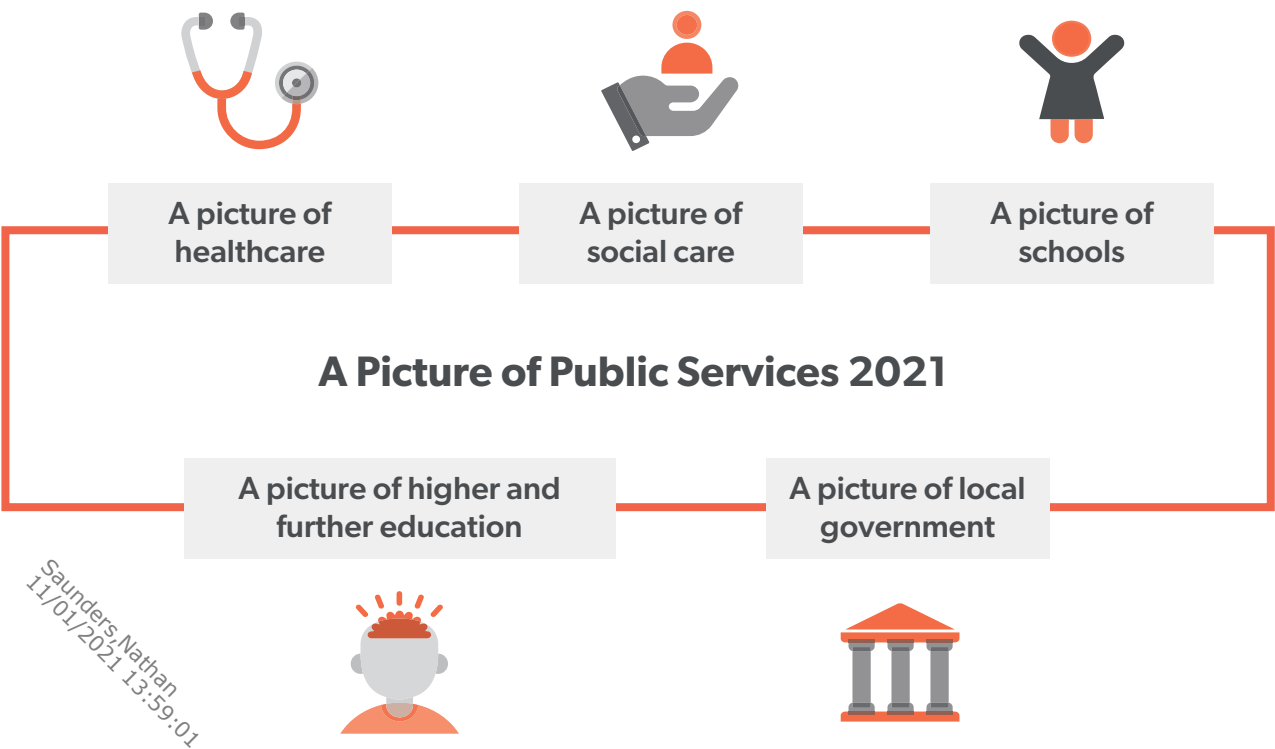 A picture of
healthcare
A picture of
social care
A picture of
schools
A Picture of Public Services 2021
A picture of higher and
further education
A picture of local
government
Saunders,Nathan
11/01/2021 13:59:01